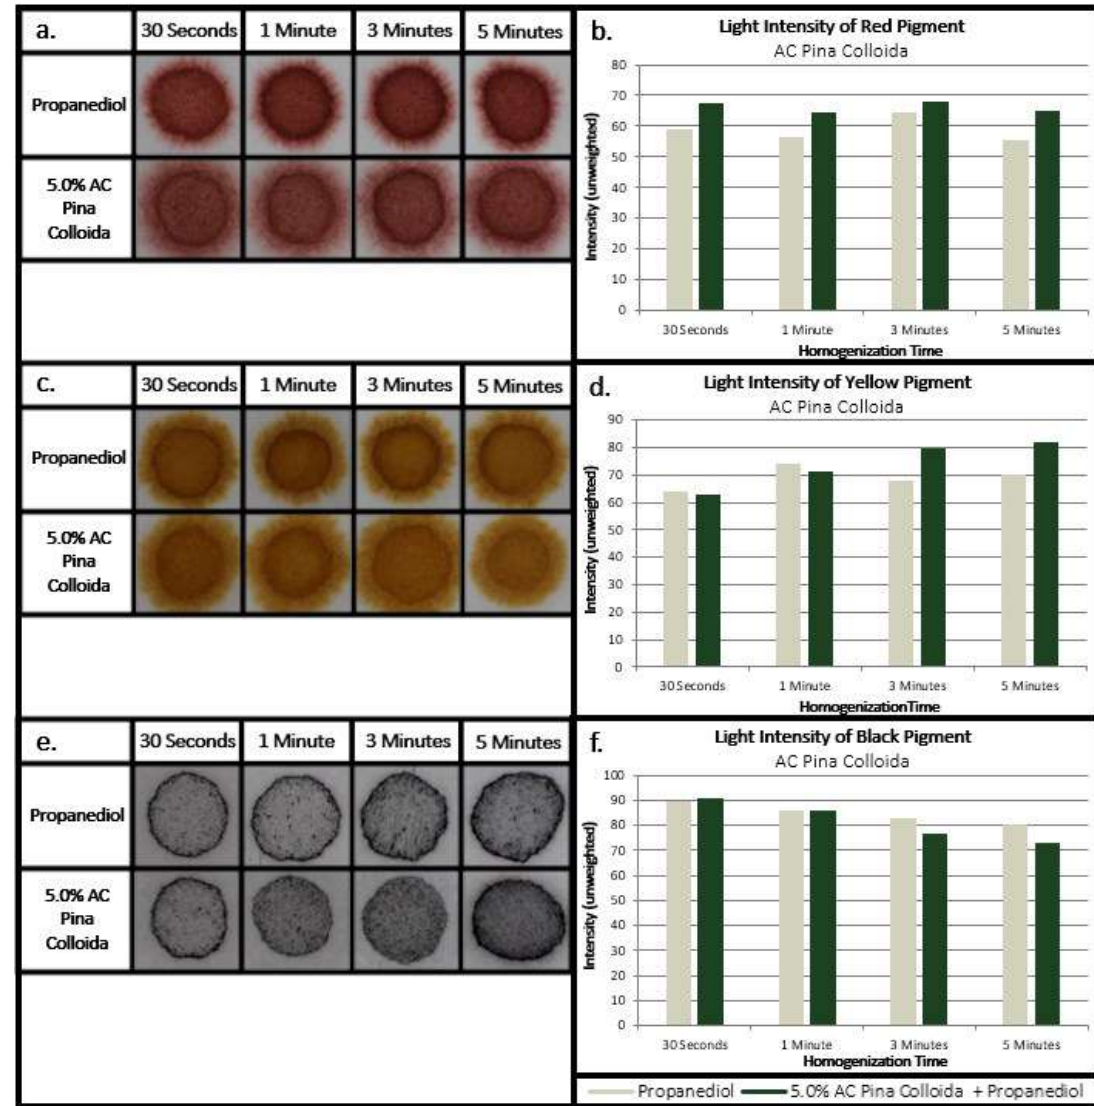 a.
30 Seconds 1 Minute 3 Minutes 5 Minutes
Propanediol
5.0% AC
Pina
Colloida
b.
Light Intensity of Red Pigment
AC Pina Colloida
Intensity (unweighted)
80
70
60
50
40
30
20
10
0
30 Seconds 1 Minute 3 Minutes 5 Minutes
Homogenization Time
c.
30 Seconds 1 Minute 3 Minutes 5 Minutes
Propanediol
5.0% AC
Pina
Colloida
d.
Light Intensity of Yellow Pigment
AC Pina Colloida
Intensity (unweighted)
90
80
70
60
50
40
30
20
10
0
30 Seconds 1 Minute 3 Minutes 5 Minutes
HomogenizationTime
e.
30 Seconds 1 Minute 3 Minutes 5 Minutes
Propanediol
5.0% AC
Pina
Colloida
f.
Light Intensity of Black Pigment
AC Pina Colloida
Intensity (unweighted)
100
90
80
70
60
50
40
30
20
10
0
30 Seconds 1 Minute 3 Minutes 5 Minutes
Homogenization Time
Propanediol 5.0% AC Pina Colloida + Propanediol